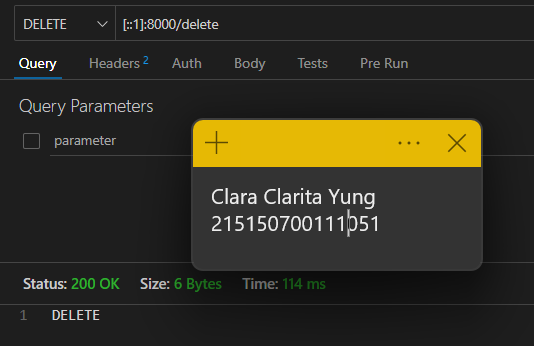 DELETE [::1]:8000/delete
Query Headers 2 Auth Body Tests Pre Run
Query Parameters
parameter
Clara Clarita Yung
215150700111051
Status: 200 OK Size: 6 Bytes Time: 114 ms
1 DELETE